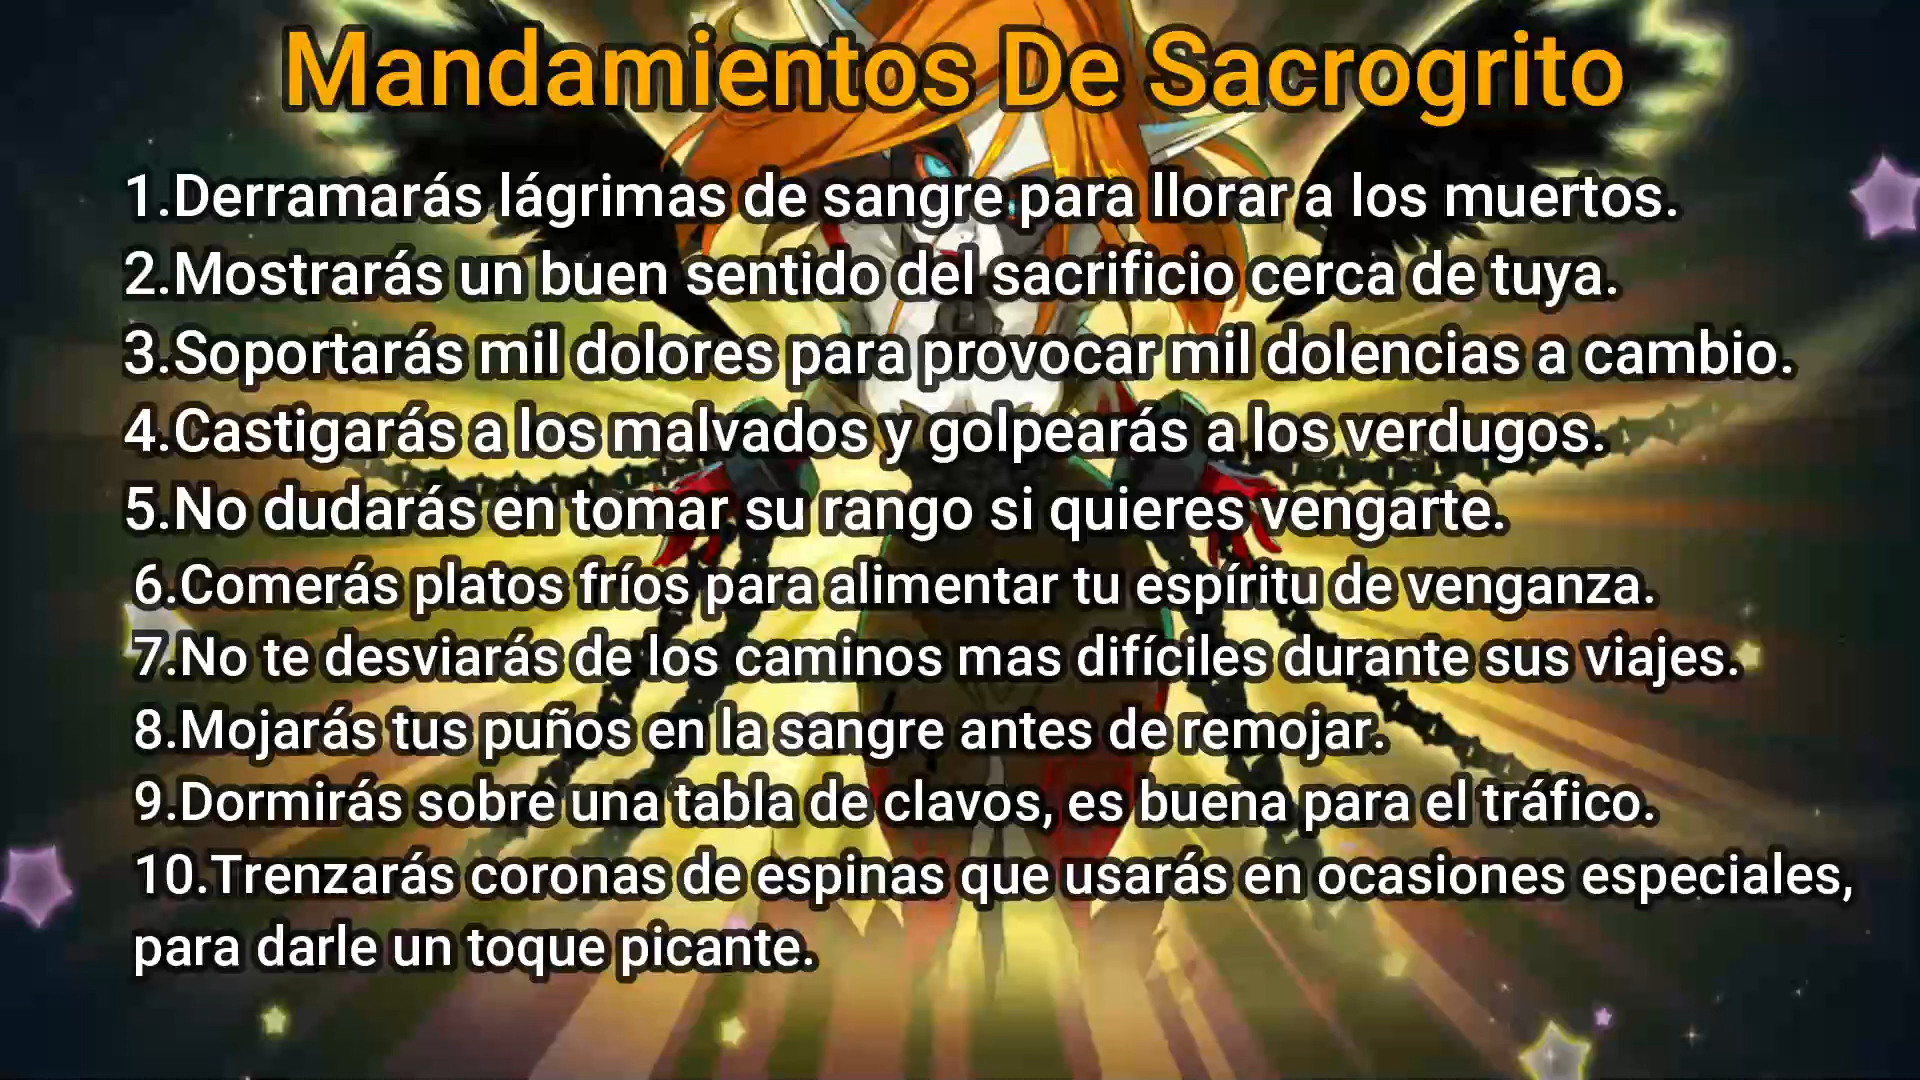 Mandamientos De Sacrogrito
1.Derramarás lágrimas de sangre para llorar a los muertos.
2.Mostrarás un buen sentido del sacrificio cerca de tuya.
3.Soportarás mil dolores para provocar mil dolencias a cambio.
4.Castigarás a los malvados y golpearás a los verdugos.
5.No dudarás en tomar su rango si quieres vengarte.
6.Comerás platos fríos para alimentar tu espíritu de venganza.
7.No te desviarás de los caminos mas difíciles durante sus viajes.
8.Mojarás tus puños en la sangre antes de remojar.
9.Dormirás sobre una tabla de clavos, es buena para el tráfico.
10.Trenzarás coronas de espinas que usarás en ocasiones especiales,
para darle un toque picante.